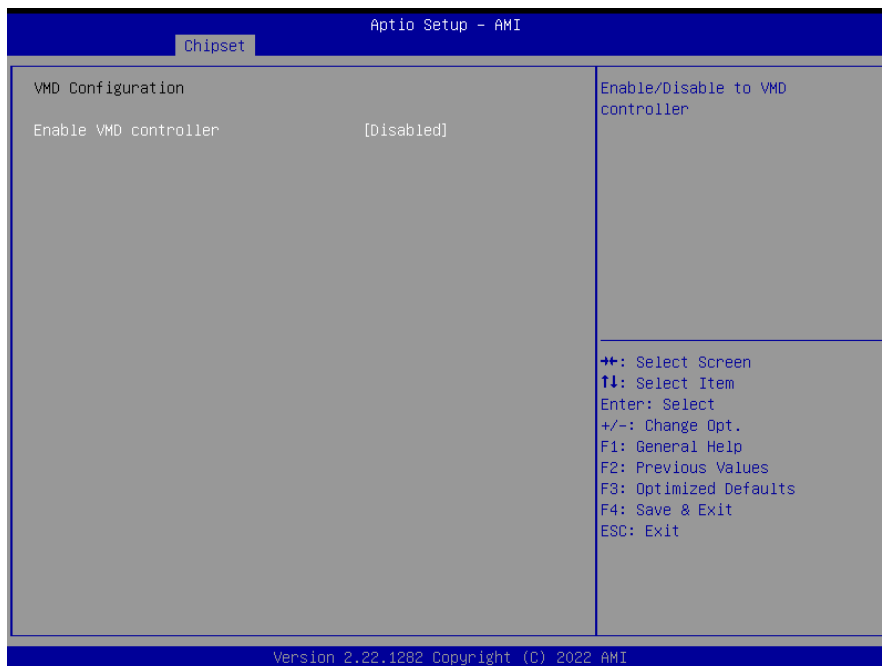 Aptio Setup - AMI
Chipset
VMD Configuration
Enable VMD controller [Disabled]
Enable/Disable to VMD
controller
→←: Select Screen
↑↓: Select Item
Enter: Select
+/-: Change Opt.
F1: General Help
F2: Previous Values
F3: Optimized Defaults
F4: Save & Exit
ESC: Exit
Version 2.22.1282 Copyright (C) 2022 AMI